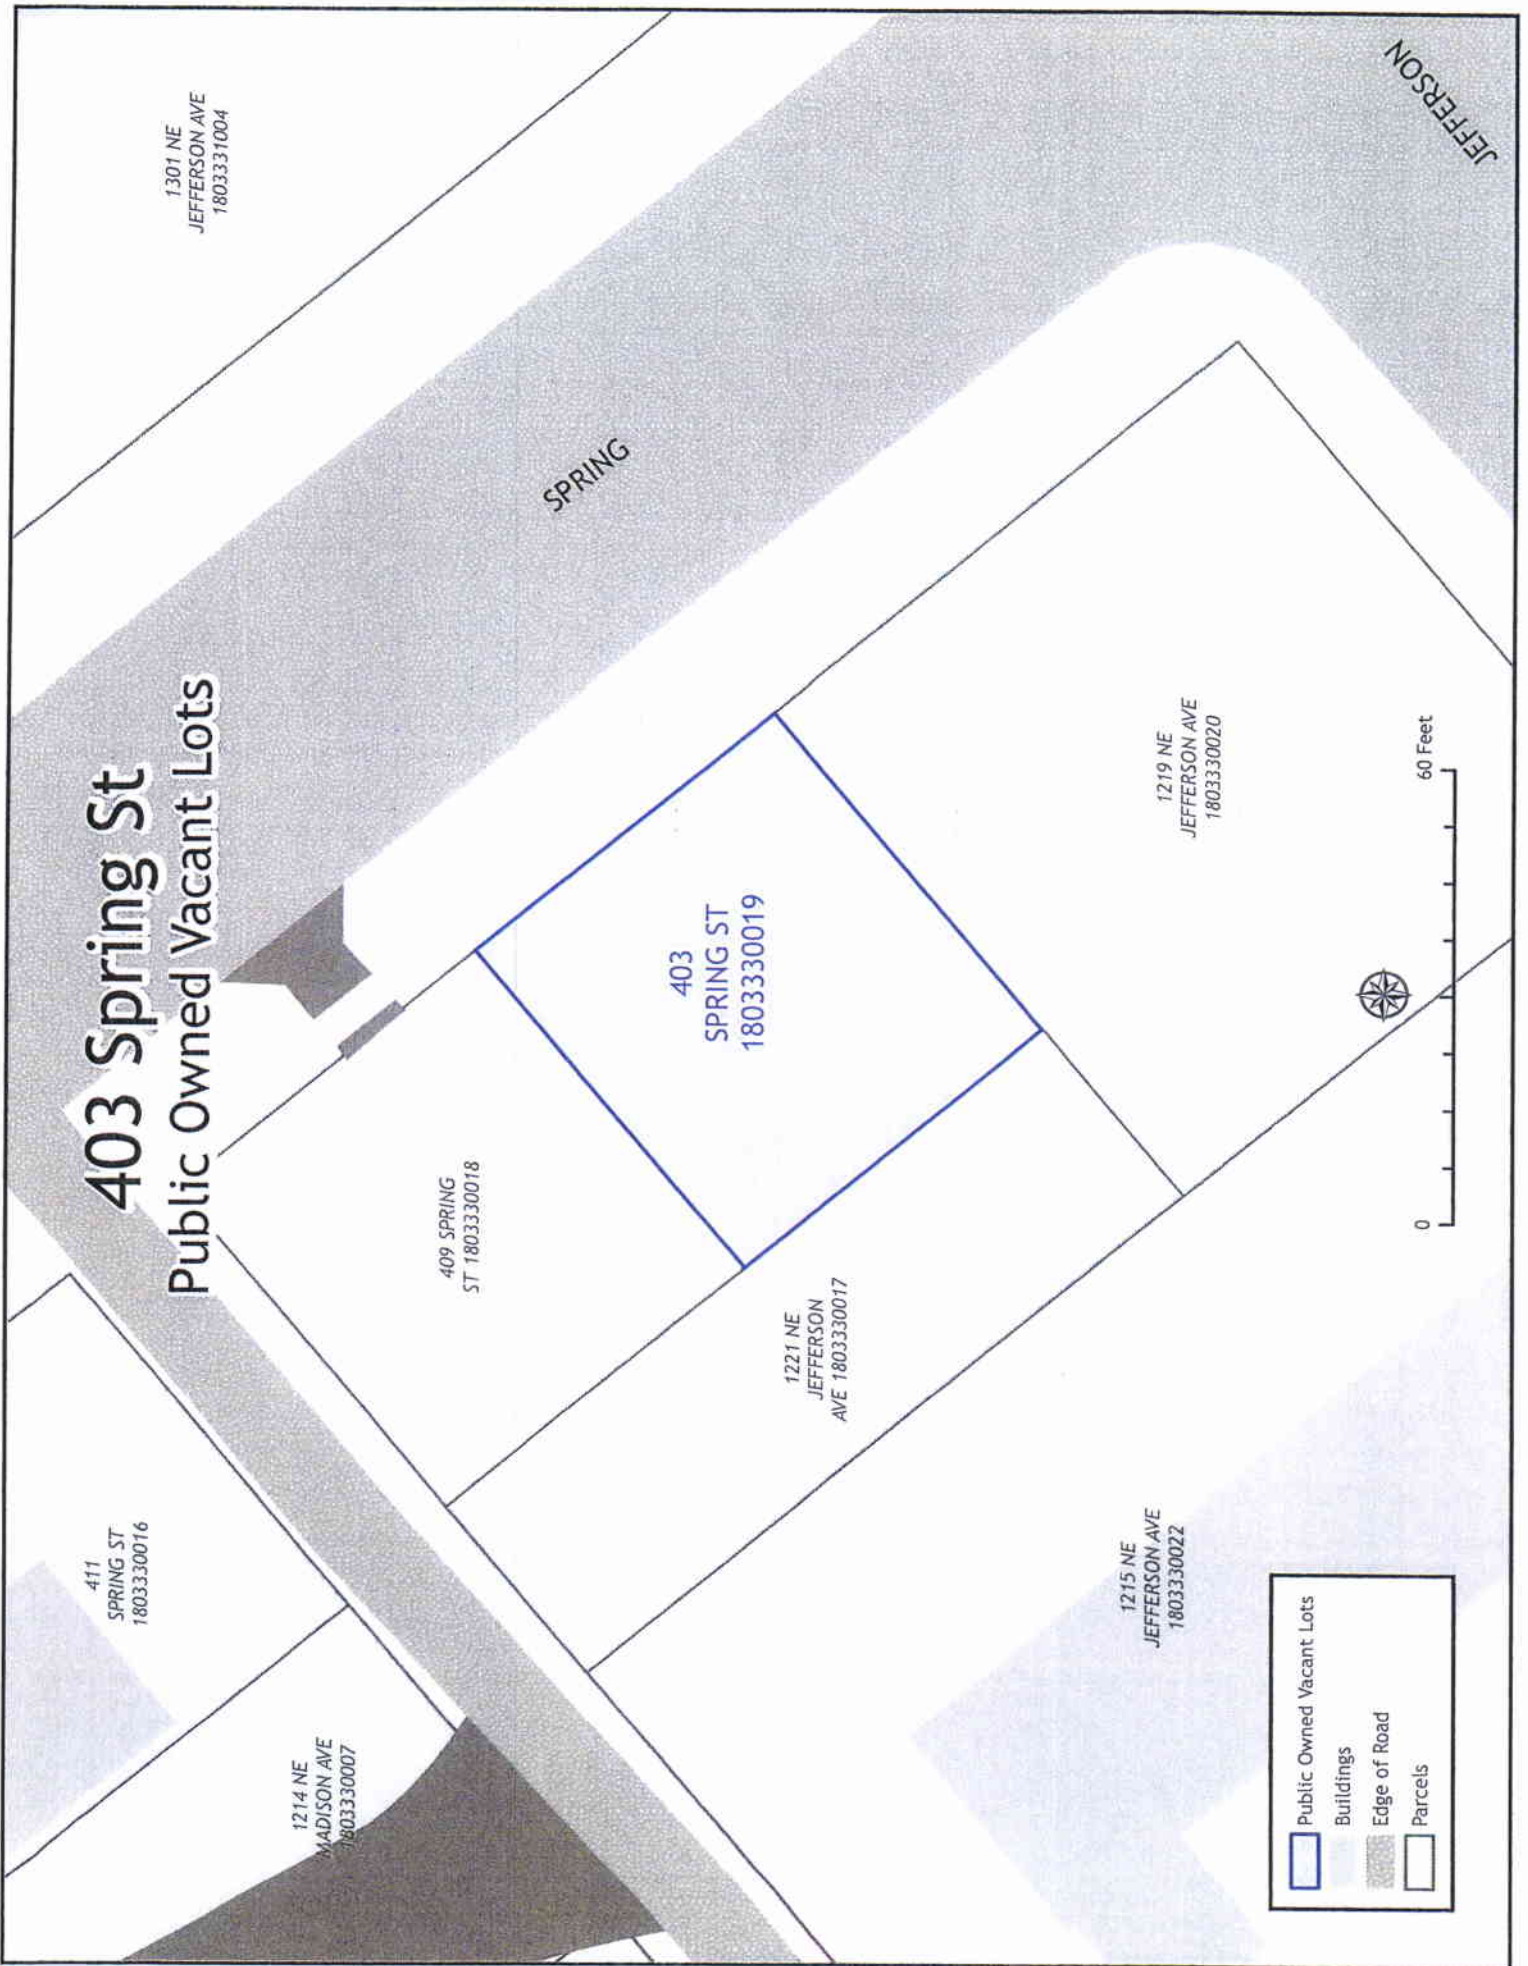 403 Spring St
Public Owned Vacant Lots
411
SPRING ST
1803330016
1301 NE
JEFFERSON AVE
1803331004
1214 NE
MADISON AVE
1803330007
409 SPRING
ST 1803330018
SPRING
403
SPRING ST
1803330019
1221 NE
JEFFERSON
AVE 1803330017
1215 NE
JEFFERSON AVE
1803330022
1219 NE
JEFFERSON AVE
1803330020
JEFFERSON
Public Owned Vacant Lots
Buildings
Edge of Road
Parcels
0
60 Feet